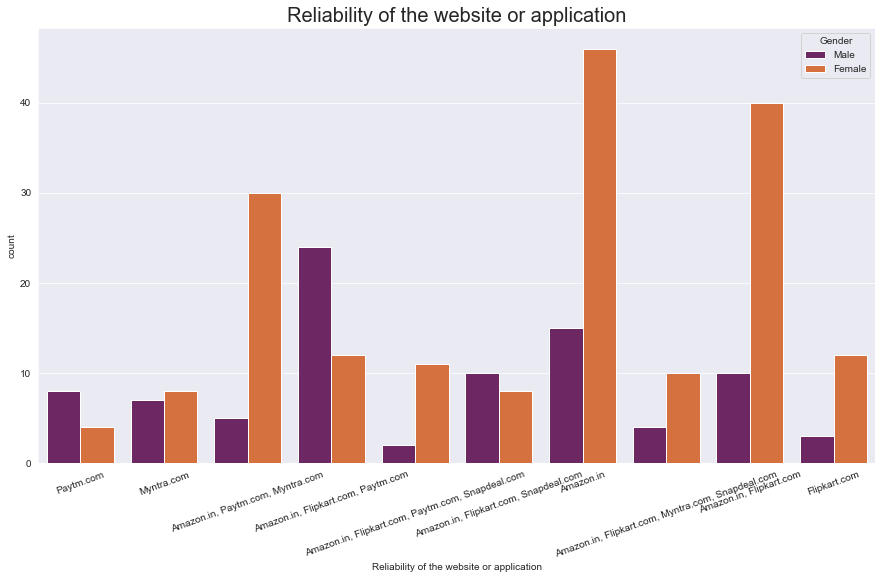 Reliability of the website or application
Gender
Male
Female
count
40
30
20
10
0
Paytm.com
Myntra.com
Amazon.in, Paytm.com, Myntra.com
Amazon.in, Flipkart.com, Paytm.com
Amazon.in, Flipkart.com, Paytm.com, Snapdeal.com
Amazon.in, Flipkart.com, Snapdeal.com
Amazon.in
Amazon.in, Flipkart.com, Myntra.com, Snapdeal.com
Amazon.in, Flipkart.com
Flipkart.com
Reliability of the website or application